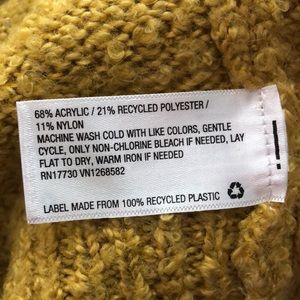 68% ACRYLIC / 21% RECYCLED POLYESTER /
11% NYLON
MACHINE WASH COLD WITH LIKE COLORS, GENTLE
CYCLE, ONLY NON-CHLORINE BLEACH IF NEEDED, LAY
FLAT TO DRY, WARM IRON IF NEEDED
RN17730 VN1268582
LABEL MADE FROM 100% RECYCLED PLASTIC